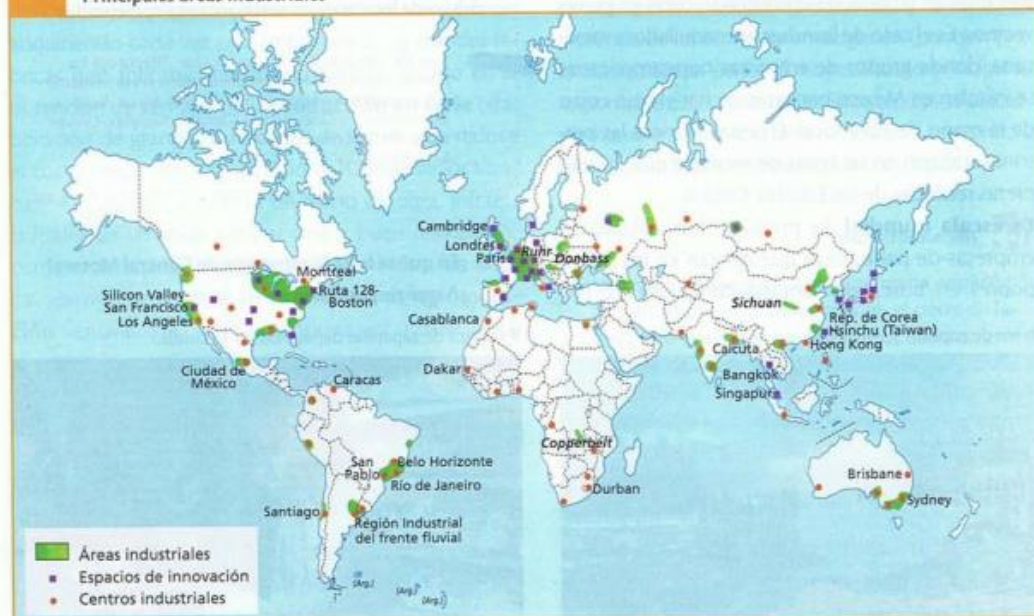 Principales áreas industriales
Cambridge
Londres
París
Ruhr
Donbass
Montreal
Ruta 128-
Boston
Silicon Valley-
San Francisco
Los Angeles
Sichuan
Rep. de Corea
Hsinchu (Taiwan)
Hong Kong
Casablanca
Calcuta
Ciudad de
México
Caracas
Dakar
Bangkok
Singapur
Copperbelt
San
Pablo
Belo Horizonte
Río de Janeiro
Durban
Brisbane
Sydney
Santiago
Región Industrial
del frente fluvial
(Arg.)
(Arg.)
(Arg.)
Áreas industriales
Espacios de innovación
Centros industriales